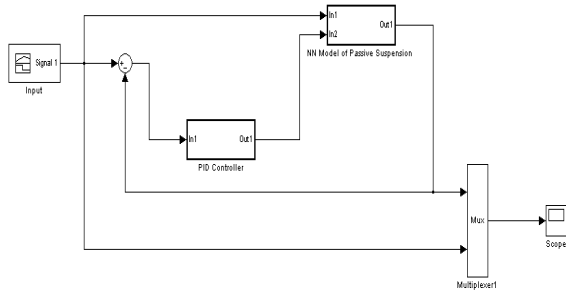 In1
In2
Out1
NN Model of Passive Suspension
Signal 1
Input
+
−
In1
Out1
PID Controller
Mux
Scope
Multiplexer1